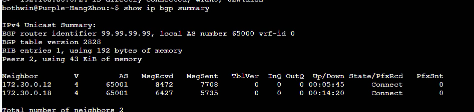 bothwin@Purple-HangZhou:~$ show ip bgp summary
IPv4 Unicast Summary:
BGP router identifier 99.99.99.99, local AS number 65000 vrf-id 0
BGP table version 2828
RIB entries 1, using 192 bytes of memory
Peers 2, using 43 KiB of memory
Neighbor V AS MsgRcvd MsgSent TblVer InQ OutQ Up/Down State/PfxRcd PfxSnt
172.30.0.12 4 65001 8472 7708 0 0 0 00:05:45 Connect 0
172.30.0.18 4 65001 6427 5735 0 0 0 00:14:20 Connect 0
Total number of neighbors 2